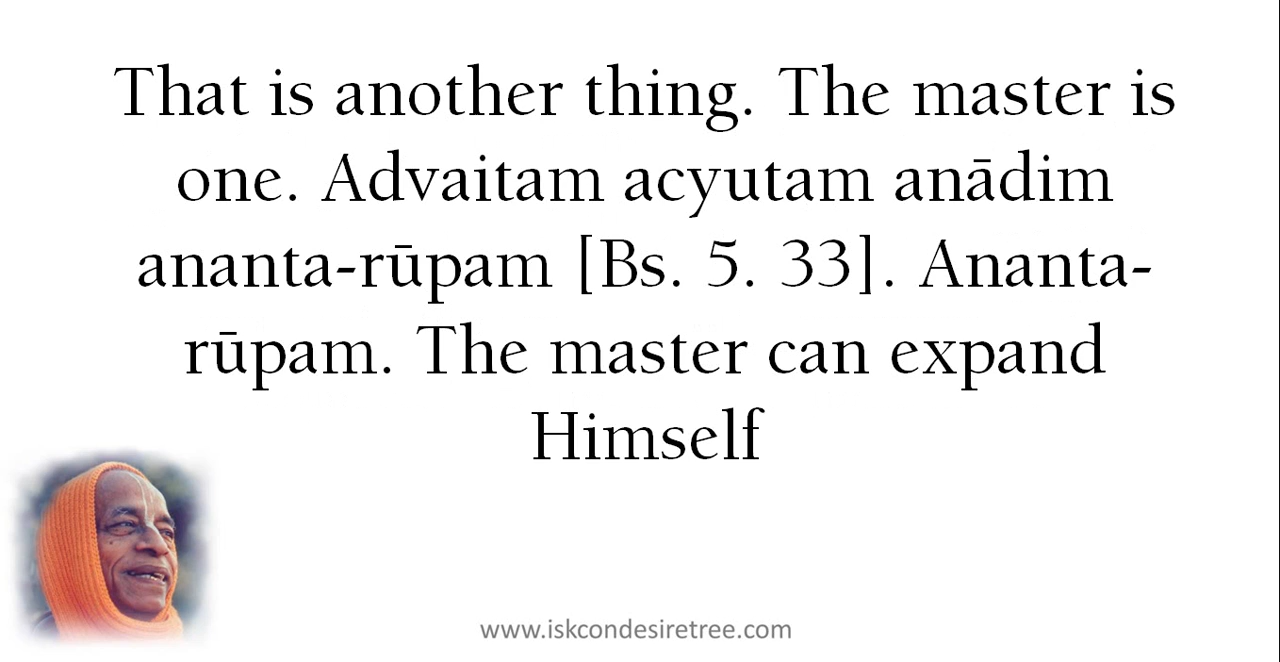 That is another thing. The master is
one. Advaitam acyutam anādim
ananta-rūpam [Bs. 5. 33]. Ananta-
rūpam. The master can expand
Himself
www.iskcondesiretree.com